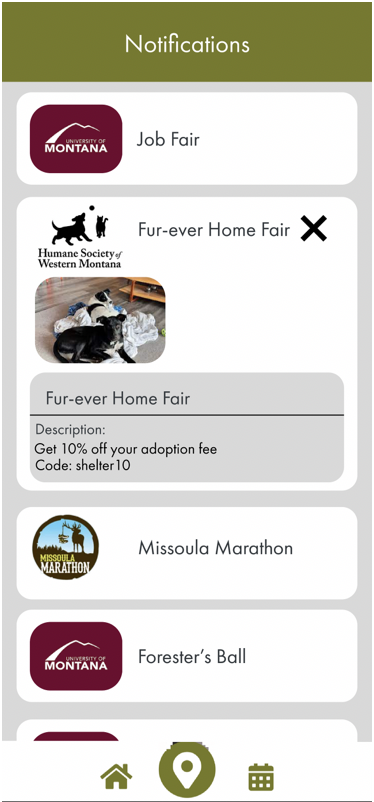 Notifications
UNIVERSITY OF
MONTANA
Job Fair
Humane Society of
Western Montana
Fur-ever Home Fair
Fur-ever Home Fair
Description:
Get 10% off your adoption fee
Code: shelter10
MISSOULA
MARATHON
Missoula Marathon
UNIVERSITY OF
MONTANA
Forester's Ball